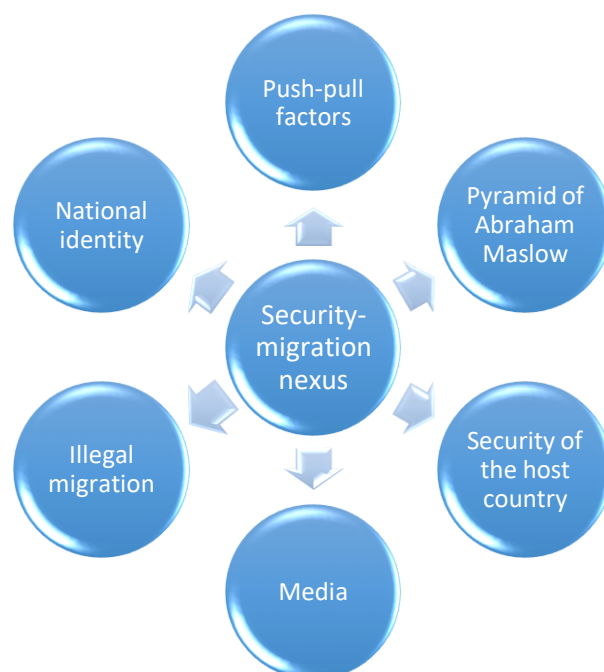 Push-pull
factors
National
identity
Pyramid of
Abraham
Maslow
Security-
migration
nexus
Illegal
migration
Security of
the host
country
Media